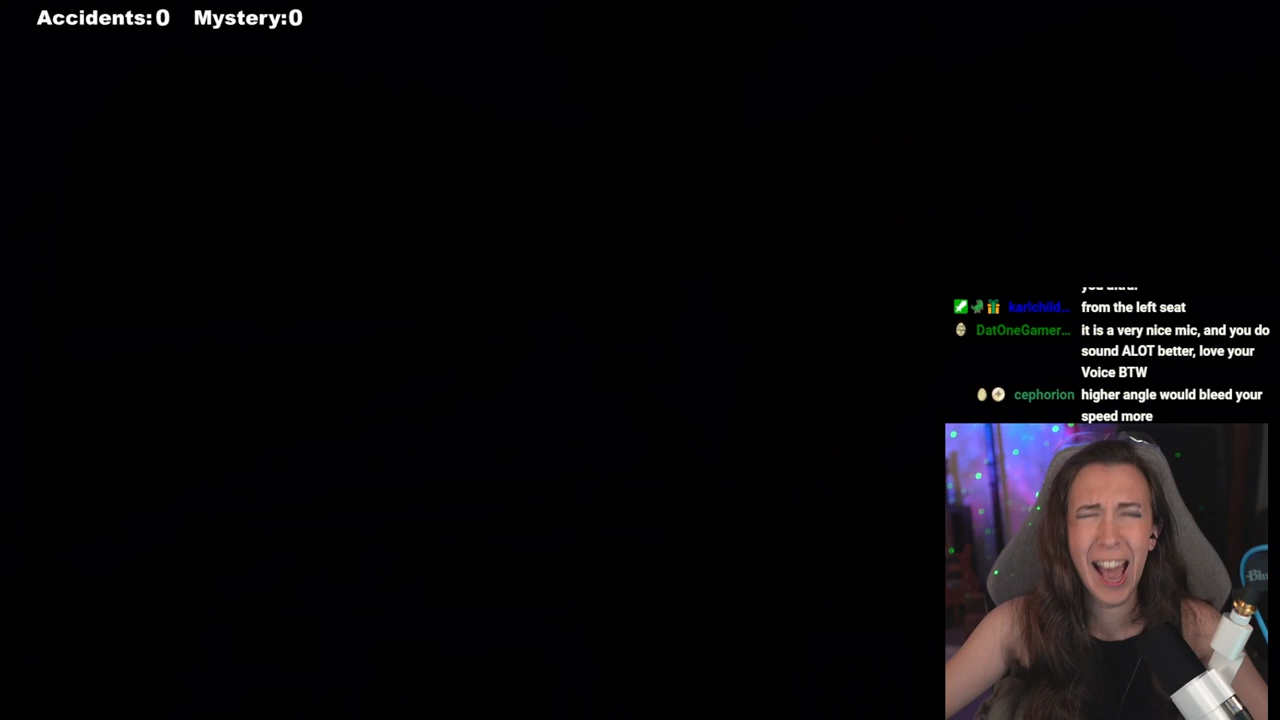 Accidents: 0 Mystery:0
karlchild... from the left seat
DatOneGamer... it is a very nice mic, and you do
sound ALOT better, love your
Voice BTW
cephorion higher angle would bleed your
speed more